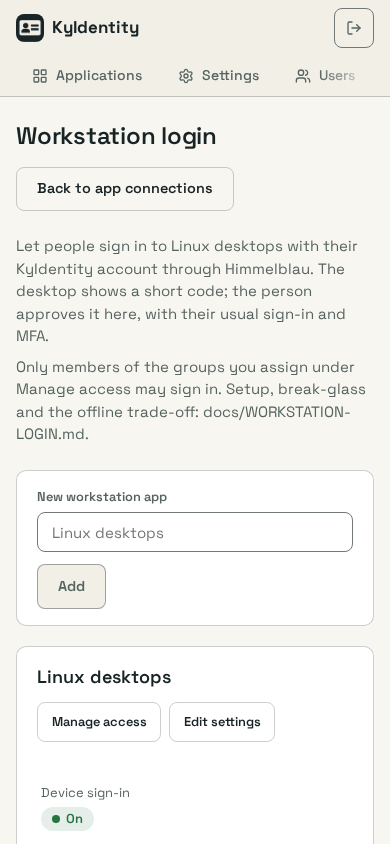 Kyldentity
Applications
Settings
Users
Workstation login
Back to app connections
Let people sign in to Linux desktops with their
Kyldentity account through Himmelblau. The
desktop shows a short code; the person
approves it here, with their usual sign-in and
MFA.
Only members of the groups you assign under
Manage access may sign in. Setup, break-glass
and the offline trade-off: docs/WORKSTATION-
LOGIN.md.
New workstation app
Linux desktops
Add
Linux desktops
Manage access
Edit settings
Device sign-in
On